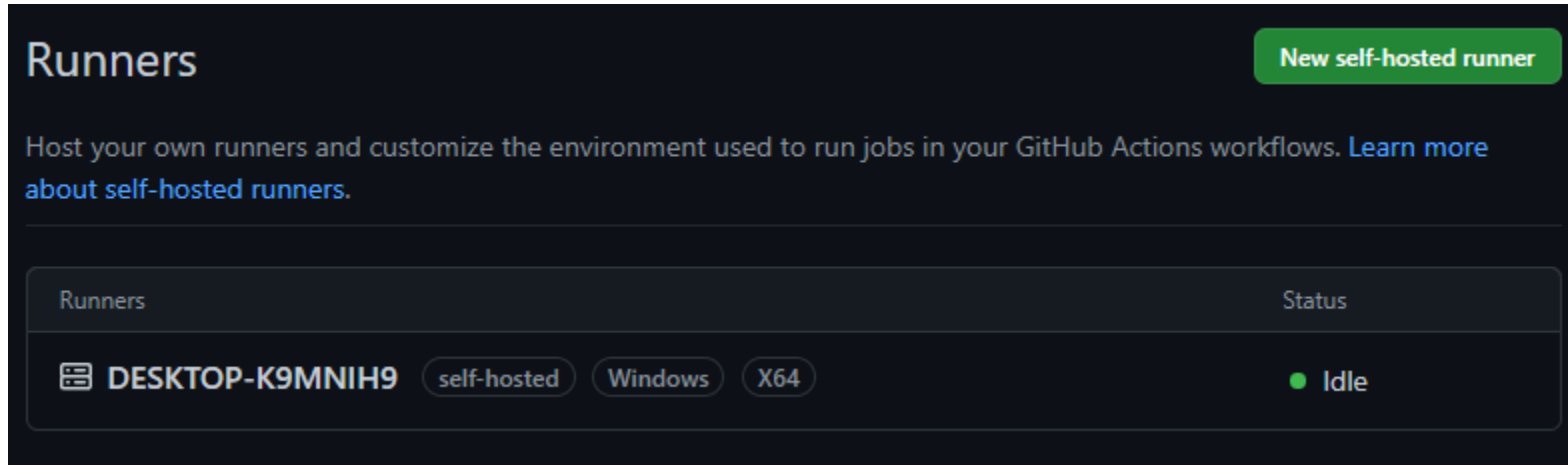 Runners
New self-hosted runner
Host your own runners and customize the environment used to run jobs in your GitHub Actions workflows. Learn more
about self-hosted runners.
Runners Status
DESKTOP-K9MNIH9 self-hosted Windows X64 Idle